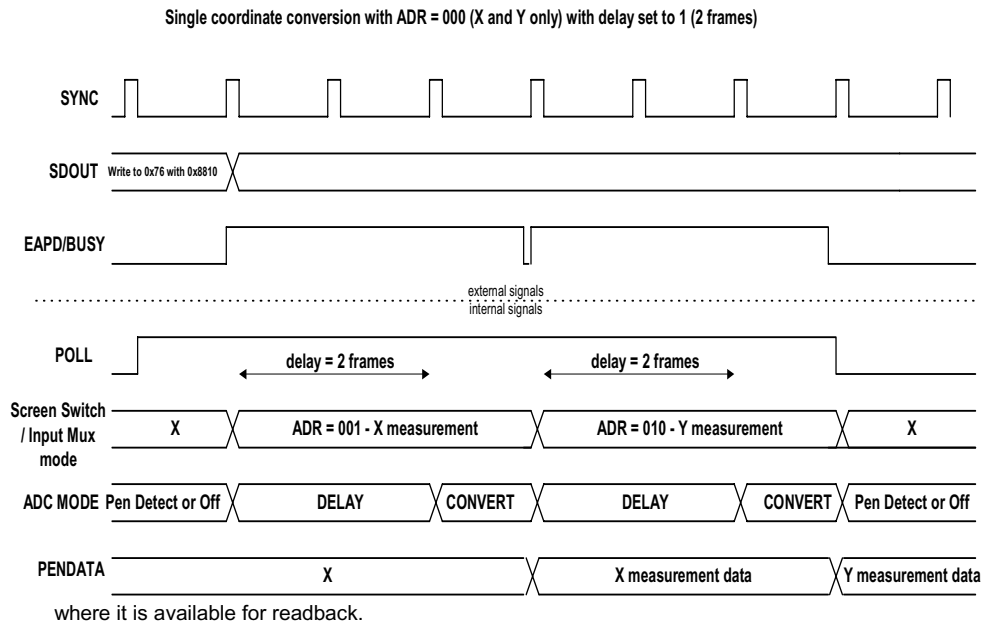 Single coordinate conversion with ADR = 000 (X and Y only) with delay set to 1 (2 frames)
SYNC
SDOUT Write to 0x76 with 0x8810
EAPD/BUSY
external signals
internal signals
POLL
delay = 2 frames delay = 2 frames
Screen Switch
/ Input Mux
mode
X ADR = 001 - X measurement ADR = 010 - Y measurement X
ADC MODE Pen Detect or Off DELAY CONVERT DELAY CONVERT Pen Detect or Off
PENDATA X X measurement data Y measurement data
where it is available for readback.